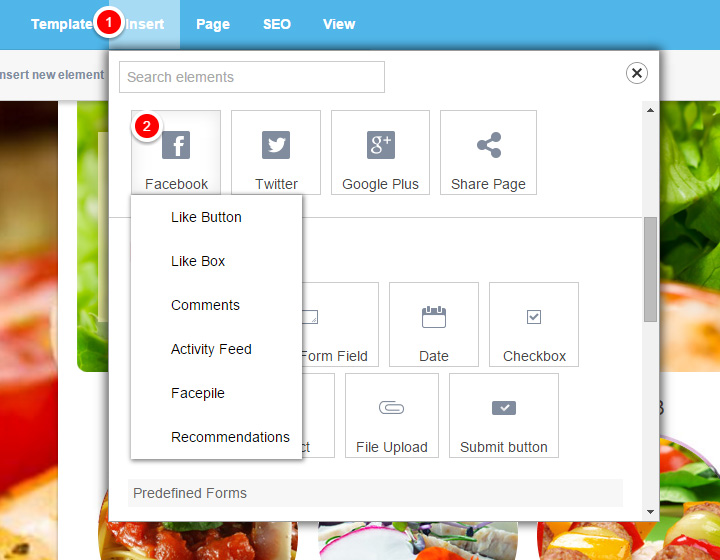 Template 1 Insert Page SEO View
nsert new element
Search elements
2
Facebook Twitter Google Plus Share Page
Like Button
Like Box
Comments
Activity Feed
Facepile
Recommendations
Form Field Date Checkbox
ct File Upload Submit button
Predefined Forms